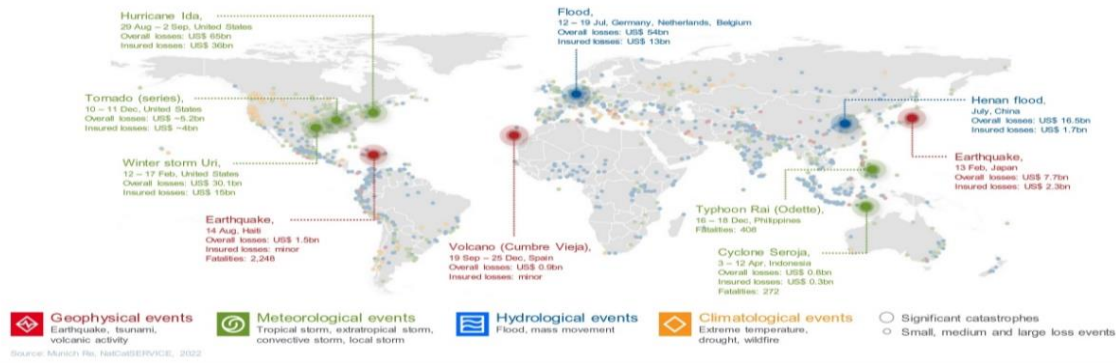 Hurricane Ida,
29 Aug – 2 Sep, United States
Overall losses: US$ 65bn
Insured losses: US$ 36bn
Flood,
12 – 19 Jul, Germany, Netherlands, Belgium
Overall losses: US$ 54bn
Insured losses: US$ 13bn
Tornado (series),
10 – 11 Dec, United States
Overall losses: US$ ~5.2bn
Insured losses: US$ ~4bn
Henan flood,
July, China
Overall losses: US$ 16.5bn
Insured losses: US$ 1.7bn
Winter storm Uri,
12 – 17 Feb, United States
Overall losses: US$ 30.1bn
Insured losses: US$ 15bn
Earthquake,
13 Feb, Japan
Overall losses: US$ 7.7bn
Insured losses: US$ 2.3bn
Earthquake,
14 Aug, Haiti
Overall losses: US$ 1.5bn
Insured losses: minor
Fatalities: 2,248
Volcano (Cumbre Vieja),
19 Sep – 25 Dec, Spain
Overall losses: US$ 0.9bn
Insured losses: minor
Typhoon Rai (Odette),
16 – 18 Dec, Philippines
Fatalities: 408
Cyclone Seroja,
3 – 12 Apr, Indonesia
Overall losses: US$ 0.6bn
Insured losses: US$ 0.3bn
Fatalities: 272
Geophysical events
Earthquake, tsunami,
volcanic activity
Meteorological events
Tropical storm, extratropical storm,
convective storm, local storm
Hydrological events
Flood, mass movement
Climatological events
Extreme temperature,
drought, wildfire
Significant catastrophes
Small, medium and large loss events
Source: Munich Re, NatCatSERVICE, 2022